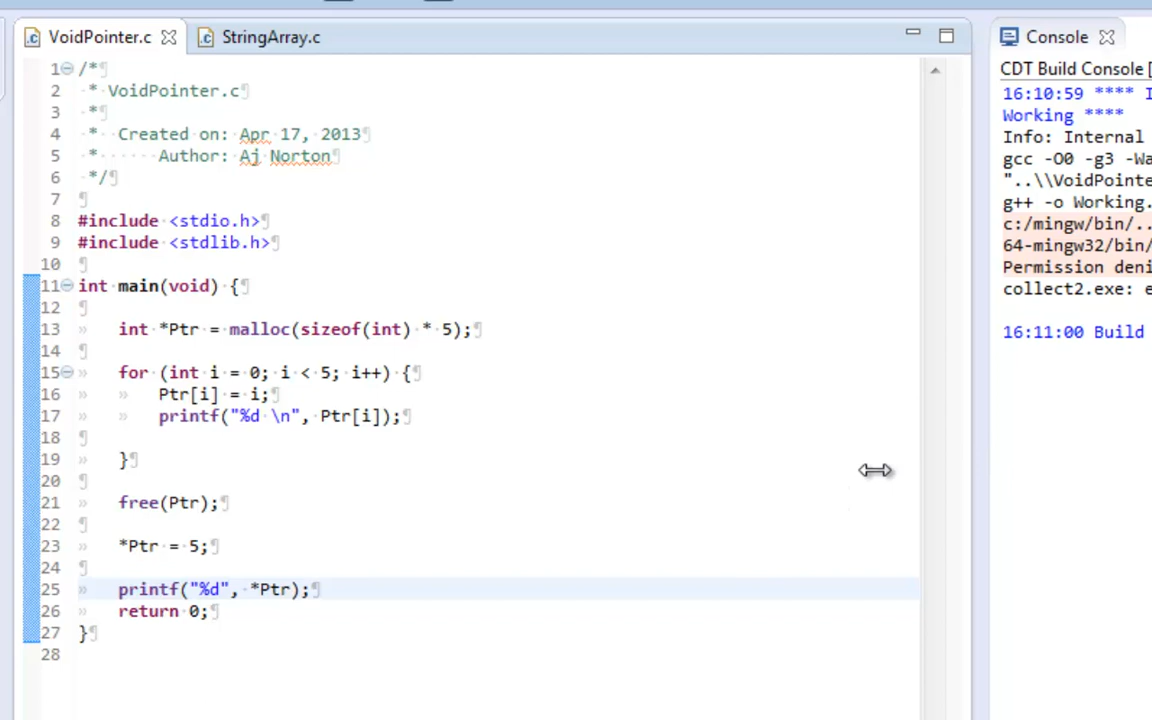 VoidPointer.c
StringArray.c
Console
1 /*
2 * VoidPointer.c
3 *
4 * Created on: Apr 17, 2013
5 * Author: Aj Norton
6 */
7
8 #include <stdio.h>
9 #include <stdlib.h>
10
11 int main(void) {
12
13 int *Ptr = malloc(sizeof(int) * 5);
14
15 for (int i = 0; i < 5; i++) {
16 Ptr[i] = i;
17 printf("%d \n", Ptr[i]);
18
19 }
20
21 free(Ptr);
22
23 *Ptr = 5;
24
25 printf("%d", *Ptr);
26 return 0;
27 }
28
CDT Build Console [
16:10:59 **** I
Working ****
Info: Internal
gcc -O0 -g3 -Wa
"..\\VoidPointe
g++ -o Working.
c:/mingw/bin/..
64-mingw32/bin/
Permission deni
collect2.exe: e
16:11:00 Build